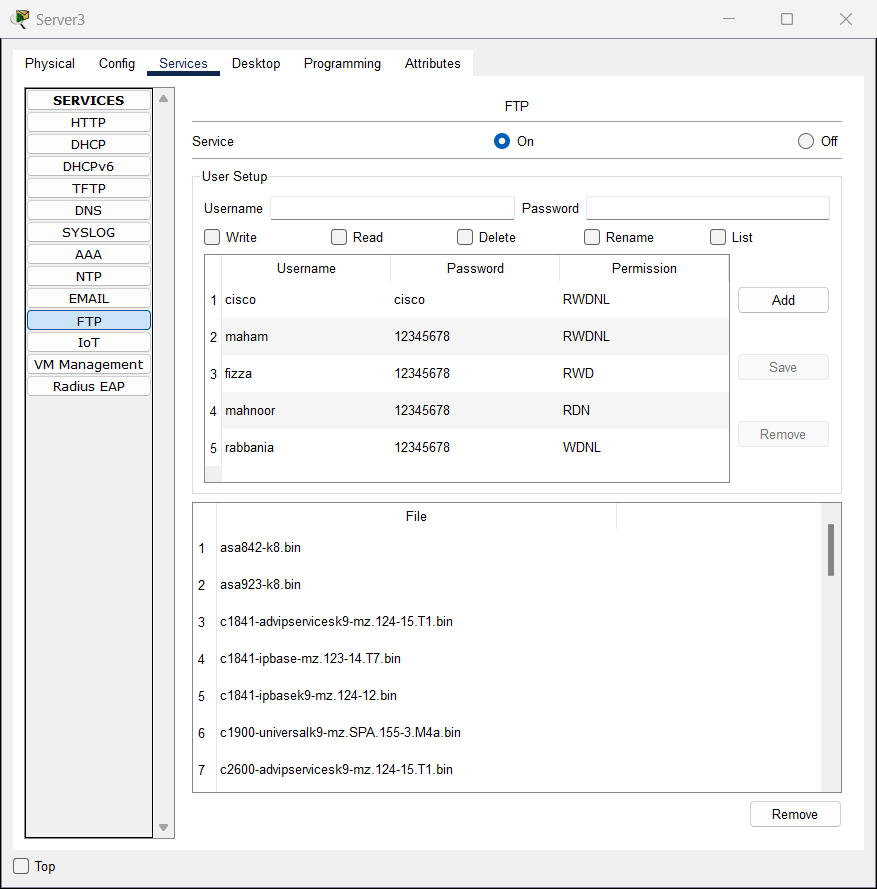 Server3
Physical Config Services Desktop Programming Attributes
SERVICES
HTTP
DHCP
DHCPv6
TFTP
DNS
SYSLOG
AAA
NTP
EMAIL
FTP
IoT
VM Management
Radius EAP
FTP
Service On Off
User Setup
Username Password
Write Read Delete Rename List
Username Password Permission
1 cisco cisco RWDNL
2 maham 12345678 RWDNL
3 fizza 12345678 RWD
4 mahnoor 12345678 RDN
5 rabbania 12345678 WDNL
Add
Save
Remove
File
1 asa842-k8.bin
2 asa923-k8.bin
3 c1841-advipservicesk9-mz.124-15.T1.bin
4 c1841-ipbase-mz.123-14.T7.bin
5 c1841-ipbasek9-mz.124-12.bin
6 c1900-universalk9-mz.SPA.155-3.M4a.bin
7 c2600-advipservicesk9-mz.124-15.T1.bin
Remove
Top